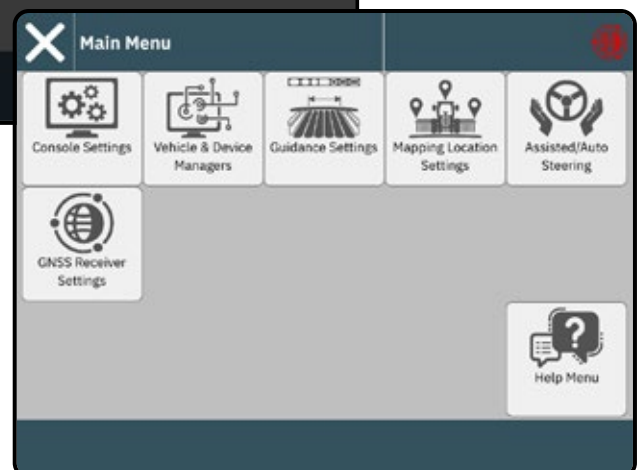 Main Menu
Console Settings
Vehicle & Device
Managers
Guidance Settings
Mapping Location
Settings
Assisted/Auto
Steering
GNSS Receiver
Settings
?
Help Menu